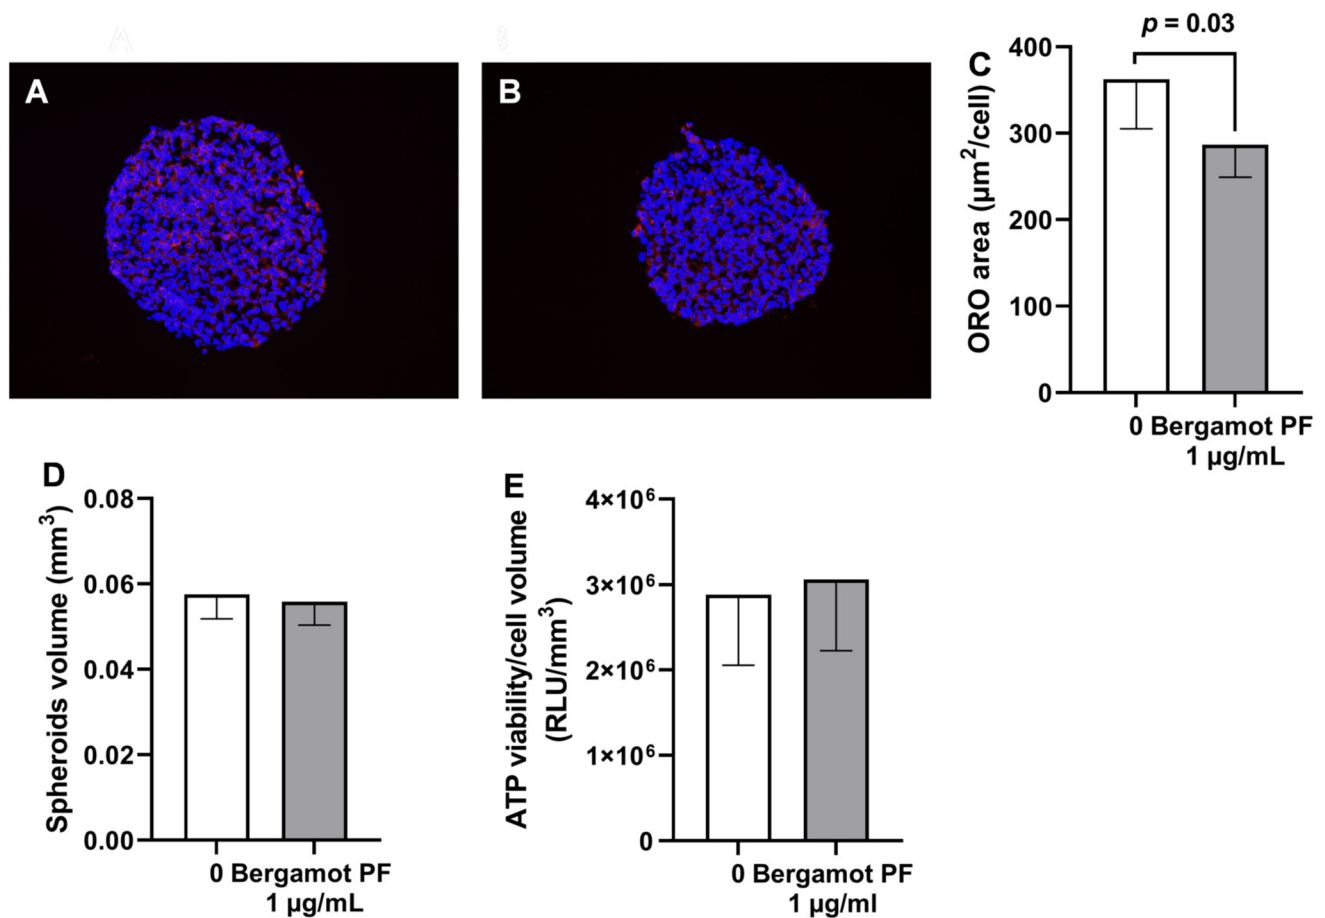 A
B
C
p = 0.03
ORO area (µm²/cell)
400
300
200
100
0
0 Bergamot PF
1 µg/mL
D
Spheroids volume (mm³)
0.08
0.06
0.04
0.02
0.00
0 Bergamot PF
1 µg/mL
E
ATP viability/cell volume
(RLU/mm³)
4×10⁶
3×10⁶
2×10⁶
1×10⁶
0
0 Bergamot PF
1 µg/ml